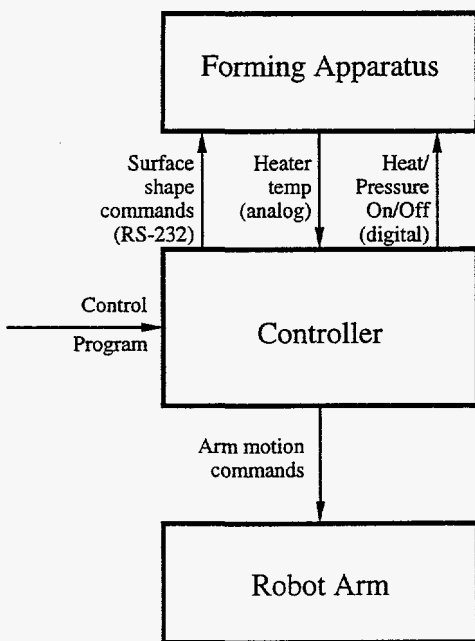 Forming Apparatus
Surface
shape
commands
(RS-232)
Heater
temp
(analog)
Heat/
Pressure
On/Off
(digital)
Control
Program
Controller
Arm motion
commands
Robot Arm